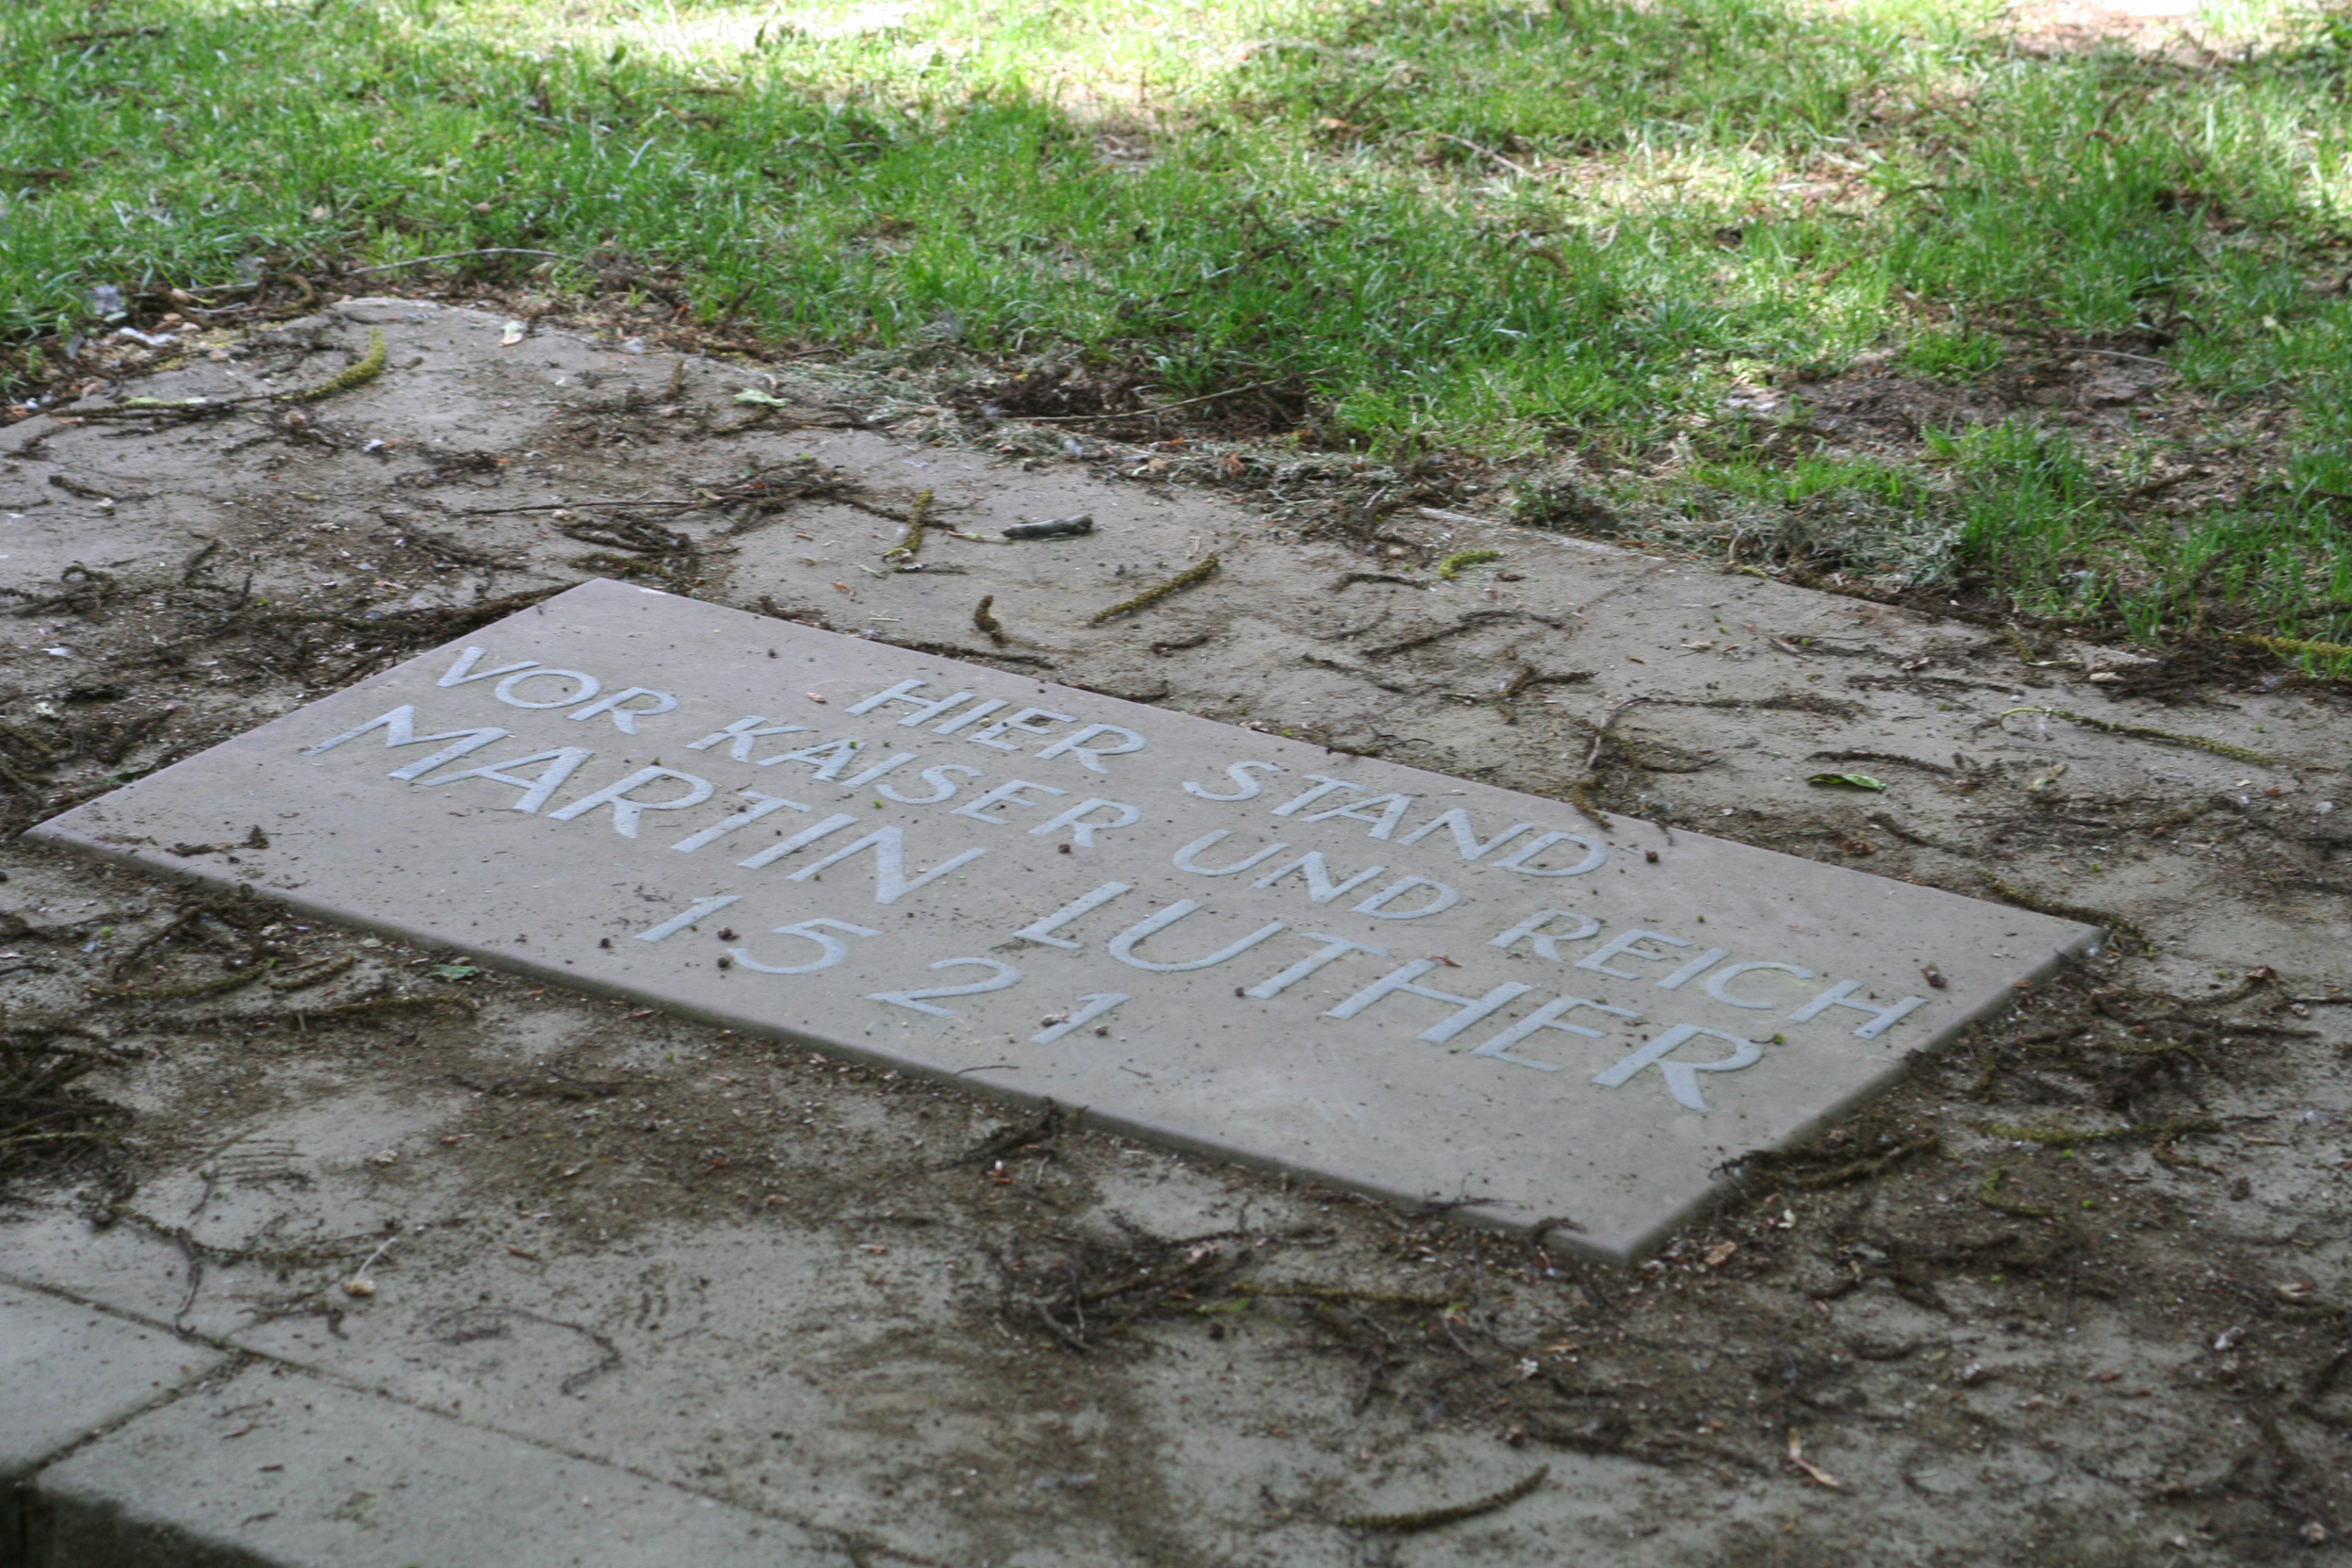 HIER STAND
VOR KAISER UND REICH
MARTIN LUTHER
1521